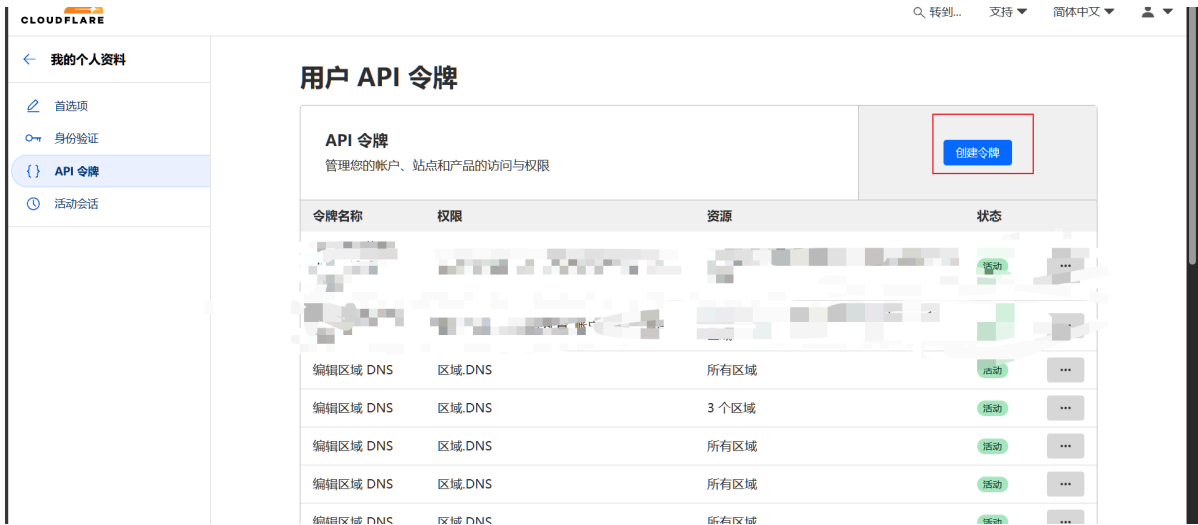 CLOUDFLARE
转到... 支持 简体中文
我的个人资料
首选项
身份验证
API 令牌
活动会话
用户 API 令牌
API 令牌
管理您的帐户、站点和产品的访问与权限
创建令牌
令牌名称 权限 资源 状态
活动
编辑区域 DNS 区域.DNS 所有区域 活动
编辑区域 DNS 区域.DNS 3 个区域 活动
编辑区域 DNS 区域.DNS 所有区域 活动
编辑区域 DNS 区域.DNS 所有区域 活动
编辑区域 DNS 区域.DNS 所有区域 活动